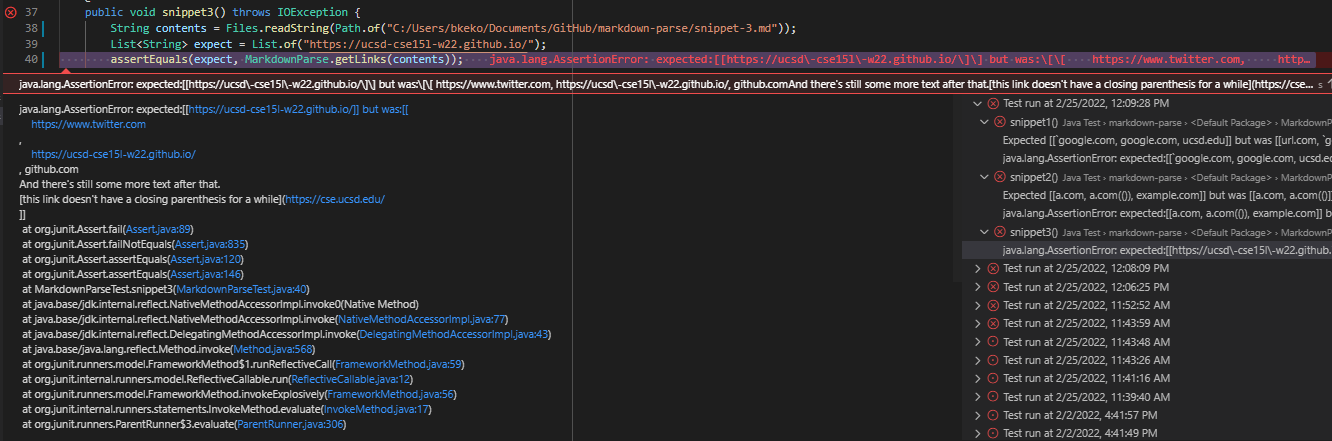 37 public void snippet3() throws IOException {
38 String contents = Files.readString(Path.of("C:/Users/bkeko/Documents/GitHub/markdown-parse/snippet-3.md"));
39 List<String> expect = List.of("https://ucsd-cse15l-w22.github.io/");
40 assertEquals(expect, MarkdownParse.getLinks(contents)); java.lang.AssertionError: expected:[[https://ucsd\-cse15l\-w22.github.io/\]\] but was:\[\[ https://www.twitter.com, http…
java.lang.AssertionError: expected:[[https://ucsd\-cse15l\-w22.github.io/\]\] but was:\[\[ https://www.twitter.com, https://ucsd-cse15l-w22.github.io/, github.comAnd there's still some more text after that.[this link doesn't have a closing parenthesis for a while](https://cse.... s
java.lang.AssertionError: expected:[[https://ucsd-cse15l-w22.github.io/]] but was:[[
https://www.twitter.com
,
https://ucsd-cse15l-w22.github.io/
, github.com
And there's still some more text after that.
[this link doesn't have a closing parenthesis for a while](https://cse.ucsd.edu/
]]
at org.junit.Assert.fail(Assert.java:89)
at org.junit.Assert.failNotEquals(Assert.java:835)
at org.junit.Assert.assertEquals(Assert.java:120)
at org.junit.Assert.assertEquals(Assert.java:146)
at MarkdownParseTest.snippet3(MarkdownParseTest.java:40)
at java.base/jdk.internal.reflect.NativeMethodAccessorImpl.invoke0(Native Method)
at java.base/jdk.internal.reflect.NativeMethodAccessorImpl.invoke(NativeMethodAccessorImpl.java:77)
at java.base/jdk.internal.reflect.DelegatingMethodAccessorImpl.invoke(DelegatingMethodAccessorImpl.java:43)
at java.base/java.lang.reflect.Method.invoke(Method.java:568)
at org.junit.runners.model.FrameworkMethod$1.runReflectiveCall(FrameworkMethod.java:59)
at org.junit.internal.runners.model.ReflectiveCallable.run(ReflectiveCallable.java:12)
at org.junit.runners.model.FrameworkMethod.invokeExplosively(FrameworkMethod.java:56)
at org.junit.internal.runners.statements.InvokeMethod.evaluate(InvokeMethod.java:17)
at org.junit.runners.ParentRunner$3.evaluate(ParentRunner.java:306)
Test run at 2/25/2022, 12:09:28 PM
snippet1() Java Test › markdown-parse › <Default Package> › MarkdownP
Expected [[`google.com, google.com, ucsd.edu]] but was [[url.com, `g
java.lang.AssertionError: expected:[[`google.com, google.com, ucsd.e
snippet2() Java Test › markdown-parse › <Default Package> › Markdown
Expected [[a.com, a.com(()), example.com]] but was [[a.com, a.com(()]
java.lang.AssertionError: expected:[[a.com, a.com(()), example.com]] b
snippet3() Java Test › markdown-parse › <Default Package> › Markdown
java.lang.AssertionError: expected:[[https://ucsd\-cse15l\-w22.github.
Test run at 2/25/2022, 12:08:09 PM
Test run at 2/25/2022, 12:06:25 PM
Test run at 2/25/2022, 11:52:52 AM
Test run at 2/25/2022, 11:43:59 AM
Test run at 2/25/2022, 11:43:48 AM
Test run at 2/25/2022, 11:43:26 AM
Test run at 2/25/2022, 11:41:16 AM
Test run at 2/25/2022, 11:39:40 AM
Test run at 2/2/2022, 4:41:57 PM
Test run at 2/2/2022, 4:41:49 PM